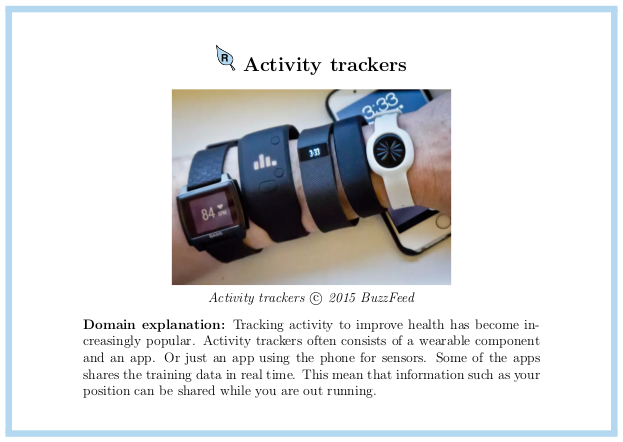 R
Activity trackers
3:33
3:33
84
Activity trackers © 2015 BuzzFeed
Domain explanation: Tracking activity to improve health has become in-
creasingly popular. Activity trackers often consists of a wearable component
and an app. Or just an app using the phone for sensors. Some of the apps
shares the training data in real time. This mean that information such as your
position can be shared while you are out running.